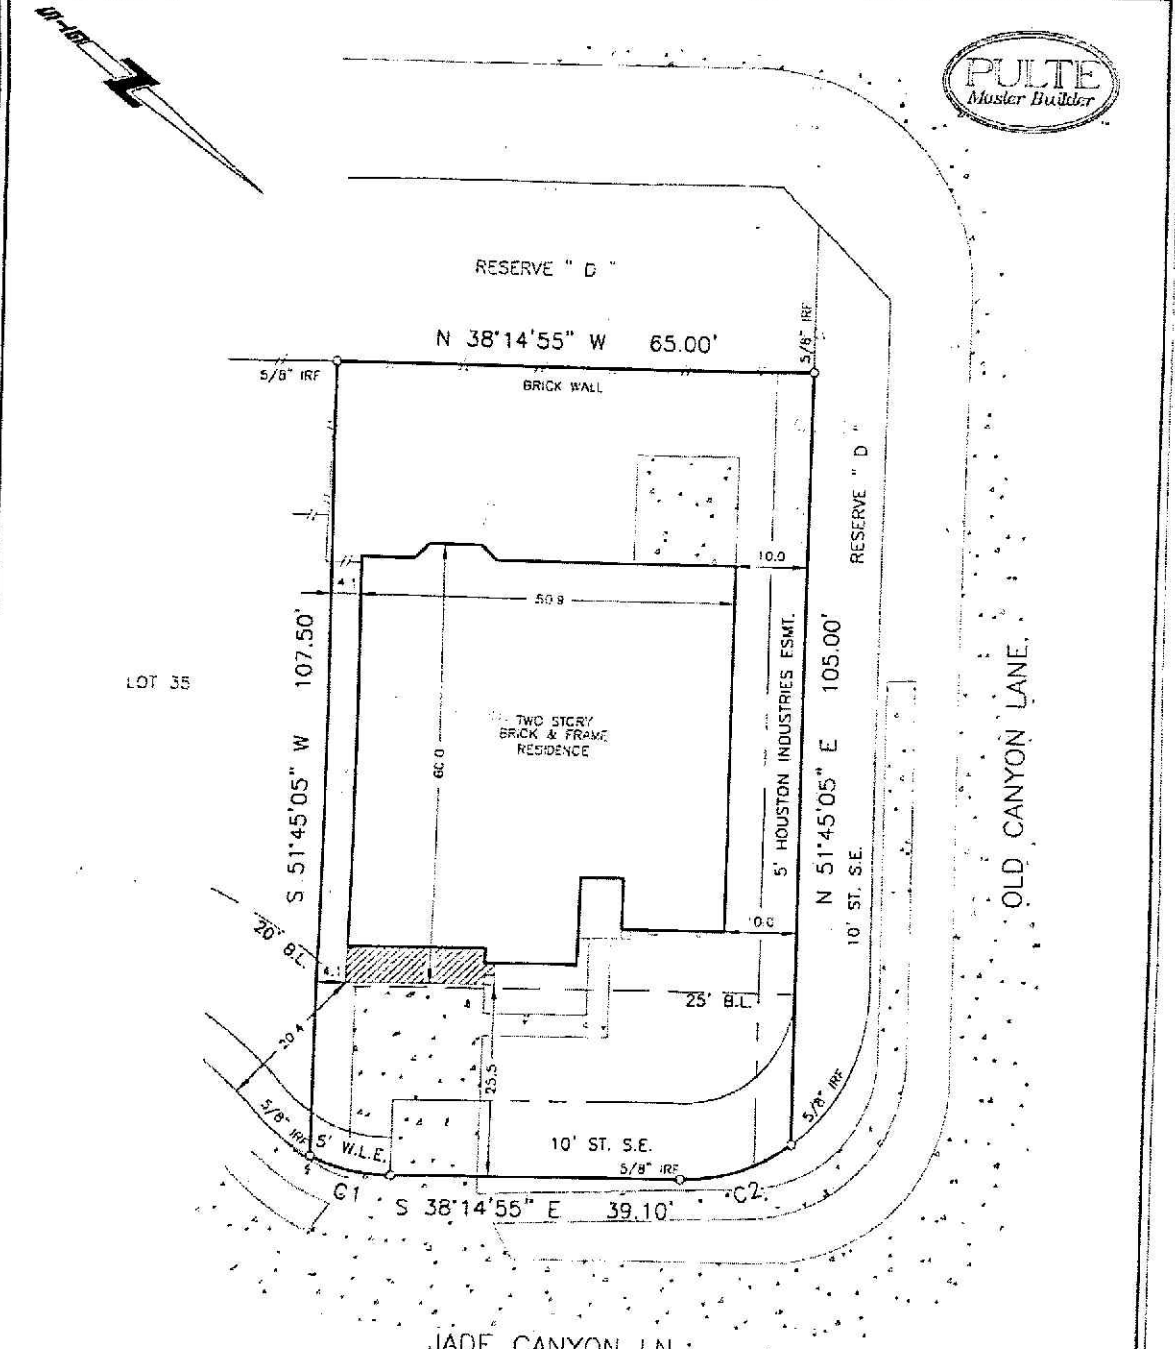 PULTE
Master Builder
RESERVE " D "
N 38°14'55" W 65.00'
5/8" IRF
5/8" IRF
BRICK WALL
RESERVE " D "
10.0
4.1
50.9
S 51°45'05" W 107.50'
LOT 35
TWO STORY
BRICK & FRAME
RESIDENCE
60.0
5' HOUSTON INDUSTRIES ESMT.
N 51°45'05" E 105.00'
10' ST. S.E.
OLD CANYON LANE.
20' B.L.
4.1
10.0
25' B.L.
20.4
25.5
5/8" IRF
5' W.L.E.
10' ST. S.E.
5/8" IRF
5/8" IRF
C1
S 38°14'55" E 39.10'
C2
JADE CANYON LN.